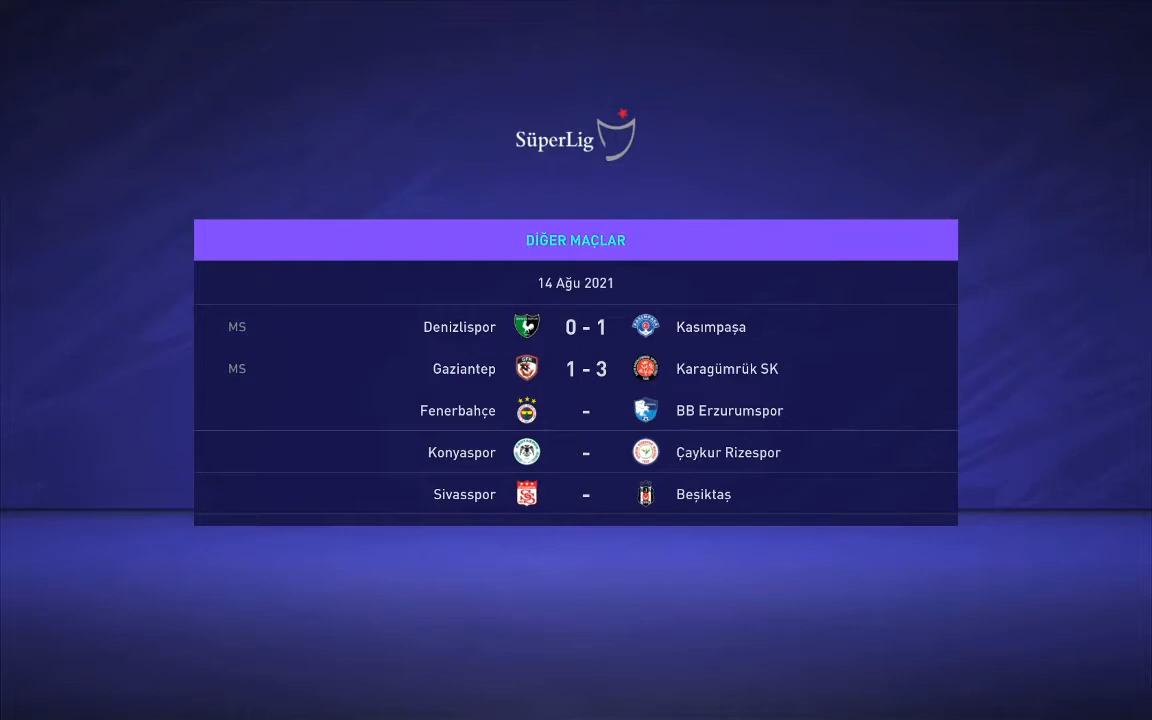 SüperLig
DİĞER MAÇLAR
14 Ağu 2021
MS Denizlispor 0 - 1 Kasımpaşa
MS Gaziantep 1 - 3 Karagümrük SK
Fenerbahçe - BB Erzurumspor
Konyaspor - Çaykur Rizespor
Sivasspor - Beşiktaş